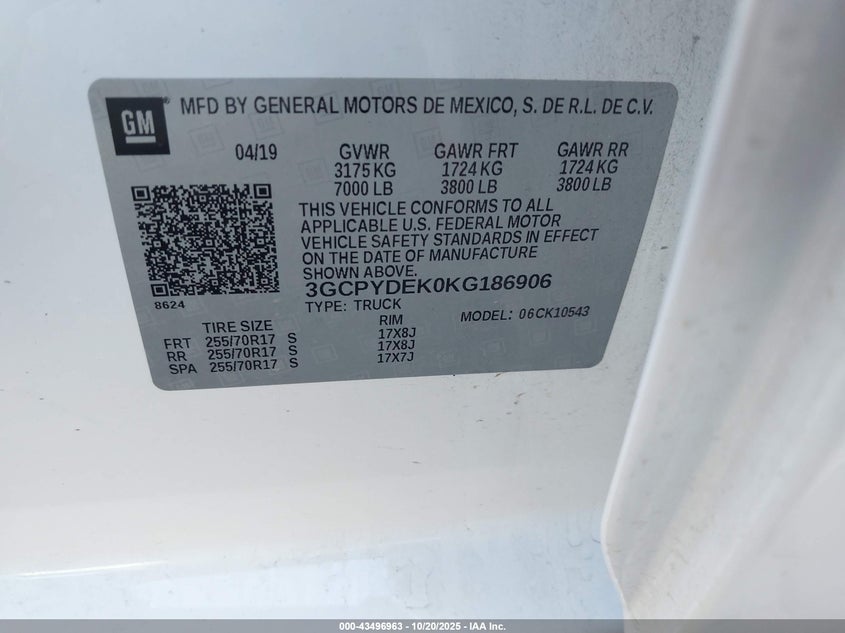 GM
MFD BY GENERAL MOTORS DE MEXICO, S. DE R.L. DE C.V.
04/19 GVWR GAWR FRT GAWR RR
3175 KG 1724 KG 1724 KG
7000 LB 3800 LB 3800 LB
THIS VEHICLE CONFORMS TO ALL
APPLICABLE U.S. FEDERAL MOTOR
VEHICLE SAFETY STANDARDS IN EFFECT
ON THE DATE OF MANUFACTURE
SHOWN ABOVE.
8624
3GCPYDEK0KG186906
TYPE: TRUCK MODEL: 06CK10543
TIRE SIZE RIM
FRT 255/70R17 S 17X8J
RR 255/70R17 S 17X8J
SPA 255/70R17 S 17X7J
000-43496963 - 10/20/2025 - IAA Inc.